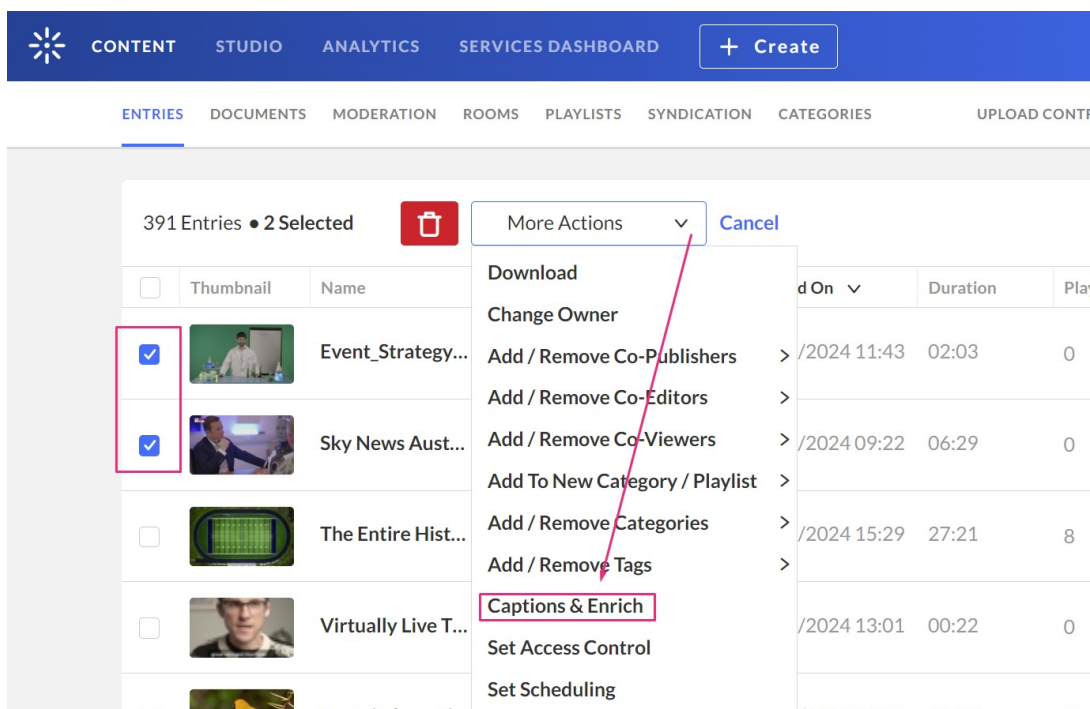 CONTENT STUDIO ANALYTICS SERVICES DASHBOARD + Create
ENTRIES DOCUMENTS MODERATION ROOMS PLAYLISTS SYNDICATION CATEGORIES UPLOAD CONTR
391 Entries • 2 Selected More Actions Cancel
Thumbnail Name d On Duration Play
Download
Change Owner
Event_Strategy... Add / Remove Co-Publishers /2024 11:43 02:03 0
Add / Remove Co-Editors
Sky News Aust... Add / Remove Co-Viewers /2024 09:22 06:29 0
Add To New Category / Playlist
The Entire Hist... Add / Remove Categories /2024 15:29 27:21 8
Add / Remove Tags
Captions & Enrich
Virtually Live T... /2024 13:01 00:22 0
Set Access Control
Set Scheduling